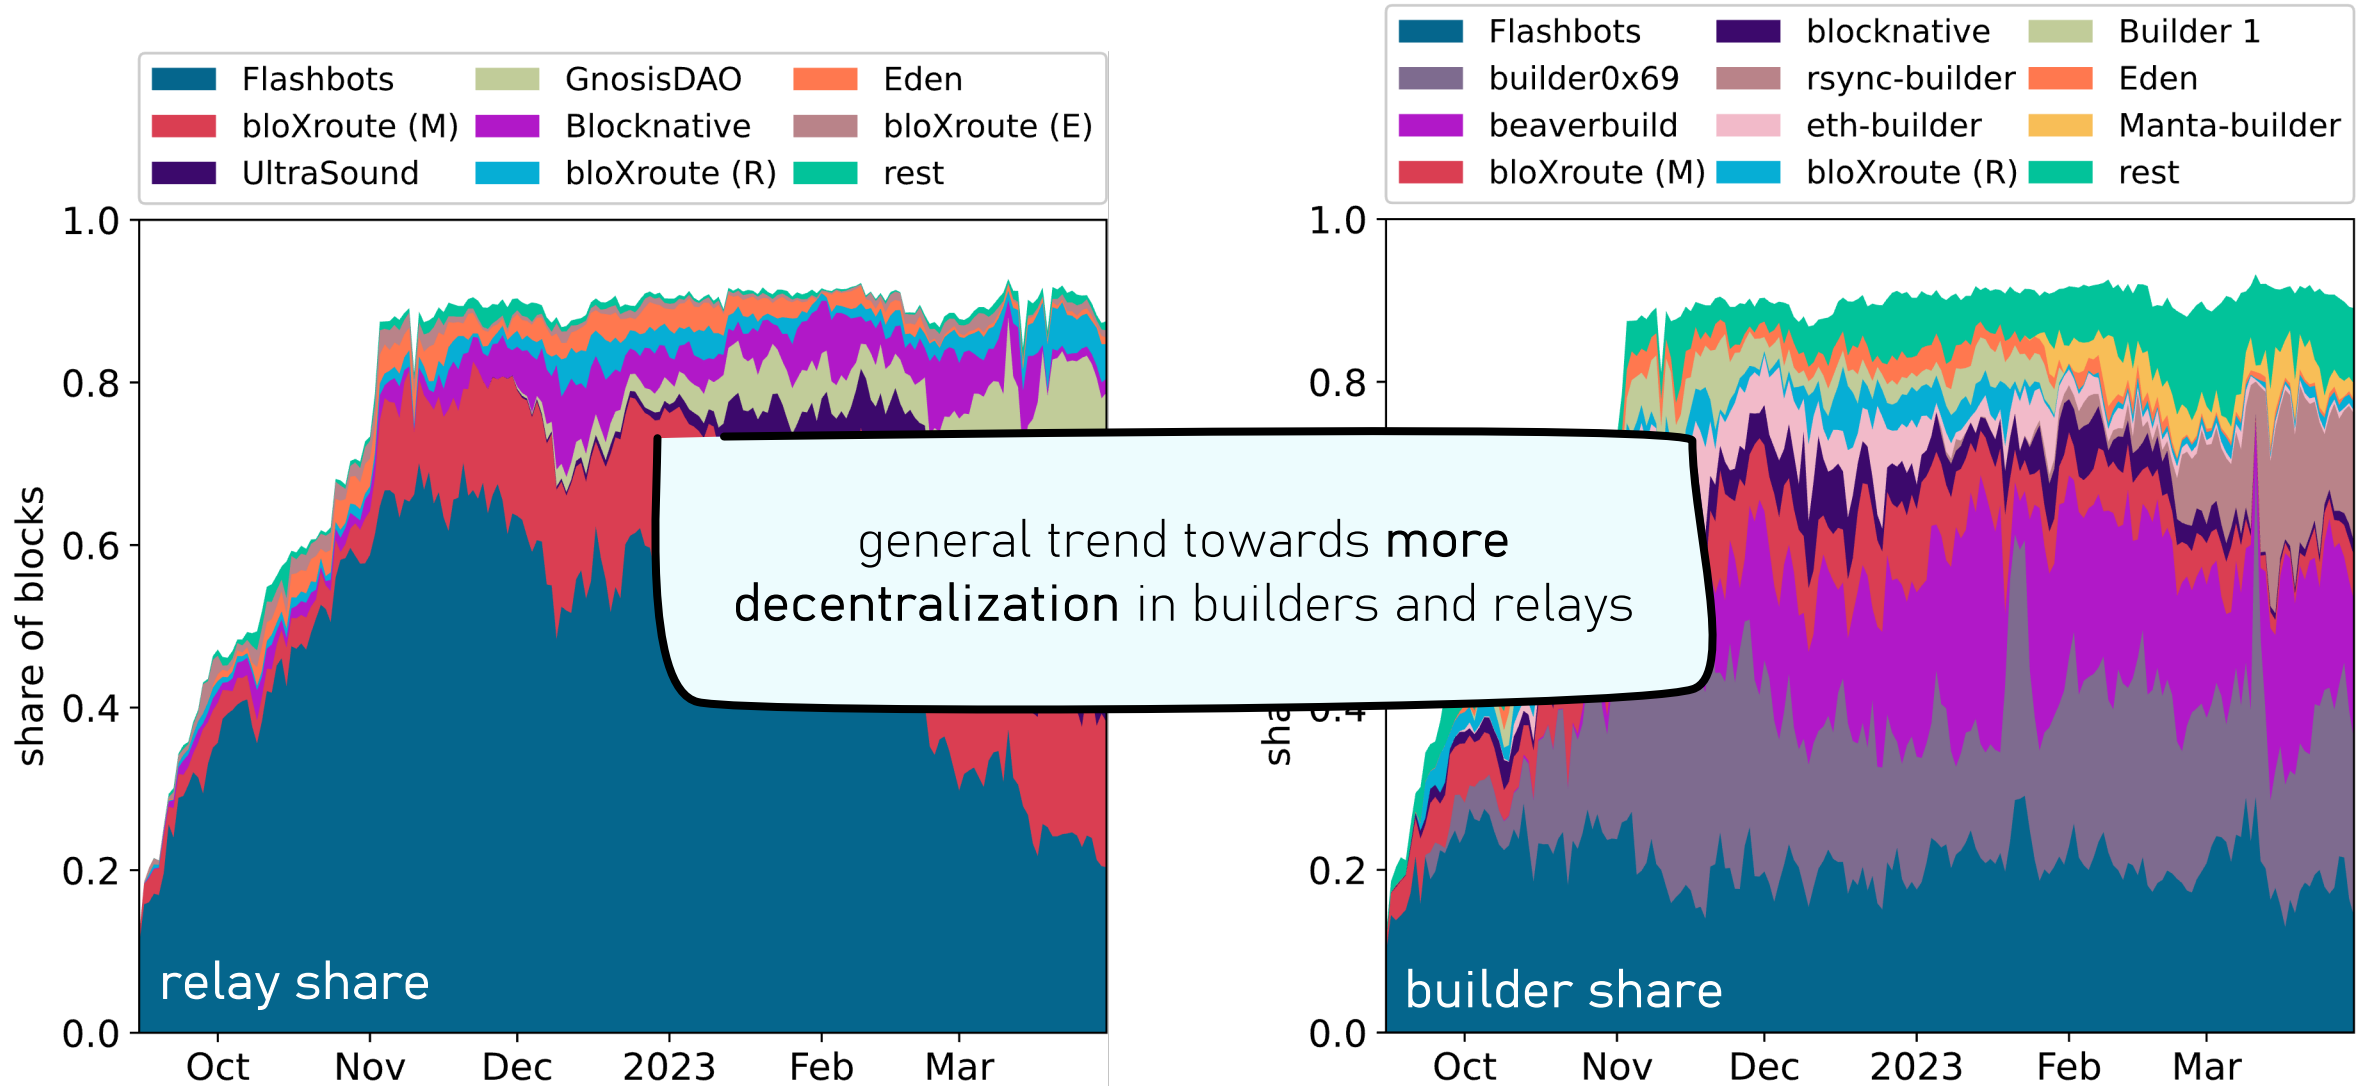 Flashbots GnosisDAO Eden
bloXroute (M) Blocknative bloXroute (E)
UltraSound bloXroute (R) rest
1.0
0.8
0.6
0.4
0.2
0.0
share of blocks
relay share
Oct Nov Dec 2023 Feb Mar
Flashbots blocknative Builder 1
builder0x69 rsync-builder Eden
beaverbuild eth-builder Manta-builder
bloXroute (M) bloXroute (R) rest
1.0
0.8
0.4
0.2
0.0
sha
builder share
Oct Nov Dec 2023 Feb Mar
general trend towards more
decentralization in builders and relays